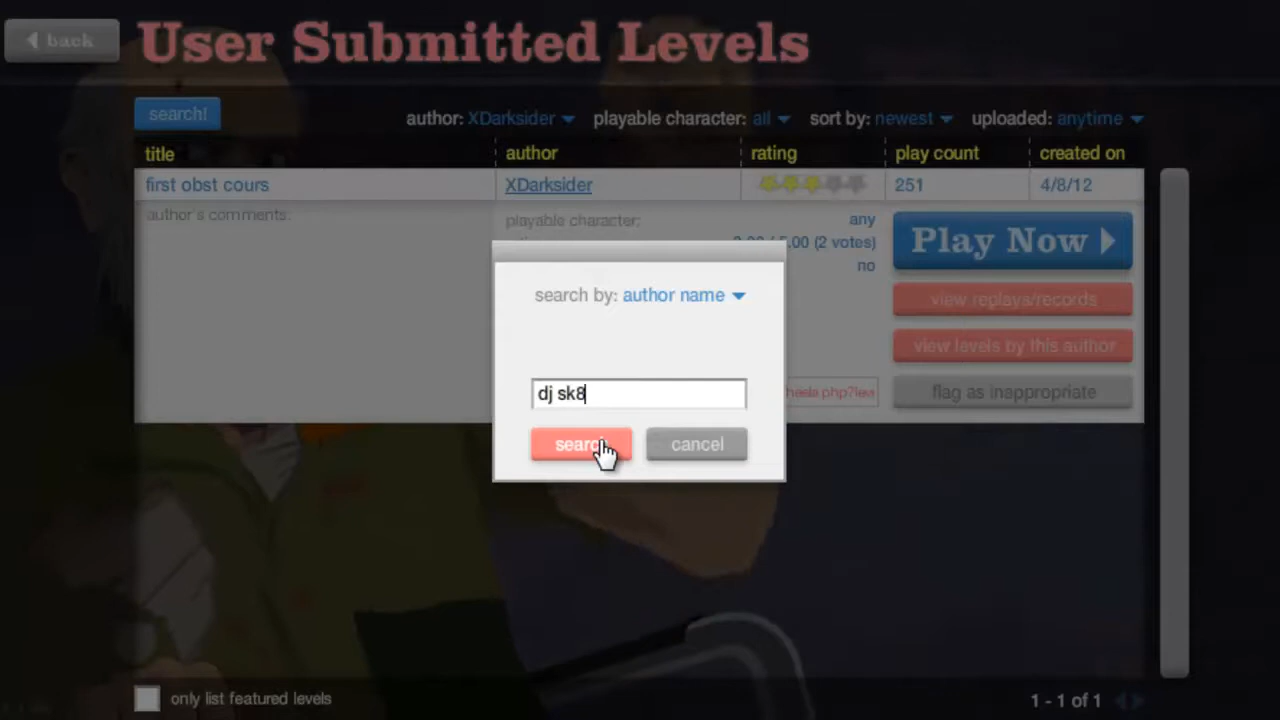 back
User Submitted Levels
search!
author: XDarksider
playable character: all
sort by: newest
uploaded: anytime
title
author
rating
play count
created on
first obst cours
XDarksider
251
4/8/12
author's comments:
playable character:
any
/ 5.00 (2 votes)
no
Play Now
view replays/records
view levels by this author
flag as inappropriate
search by: author name
dj sk8
search
cancel
only list featured levels
1 - 1 of 1